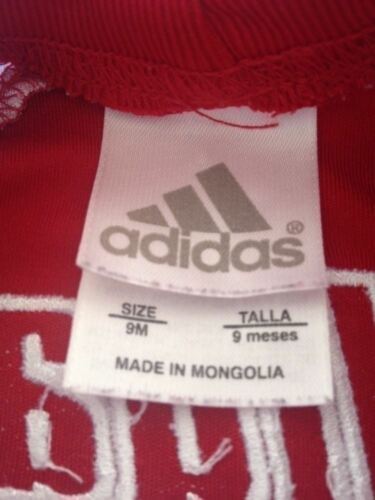 adidas®
SIZE TALLA
9M 9 meses
MADE IN MONGOLIA